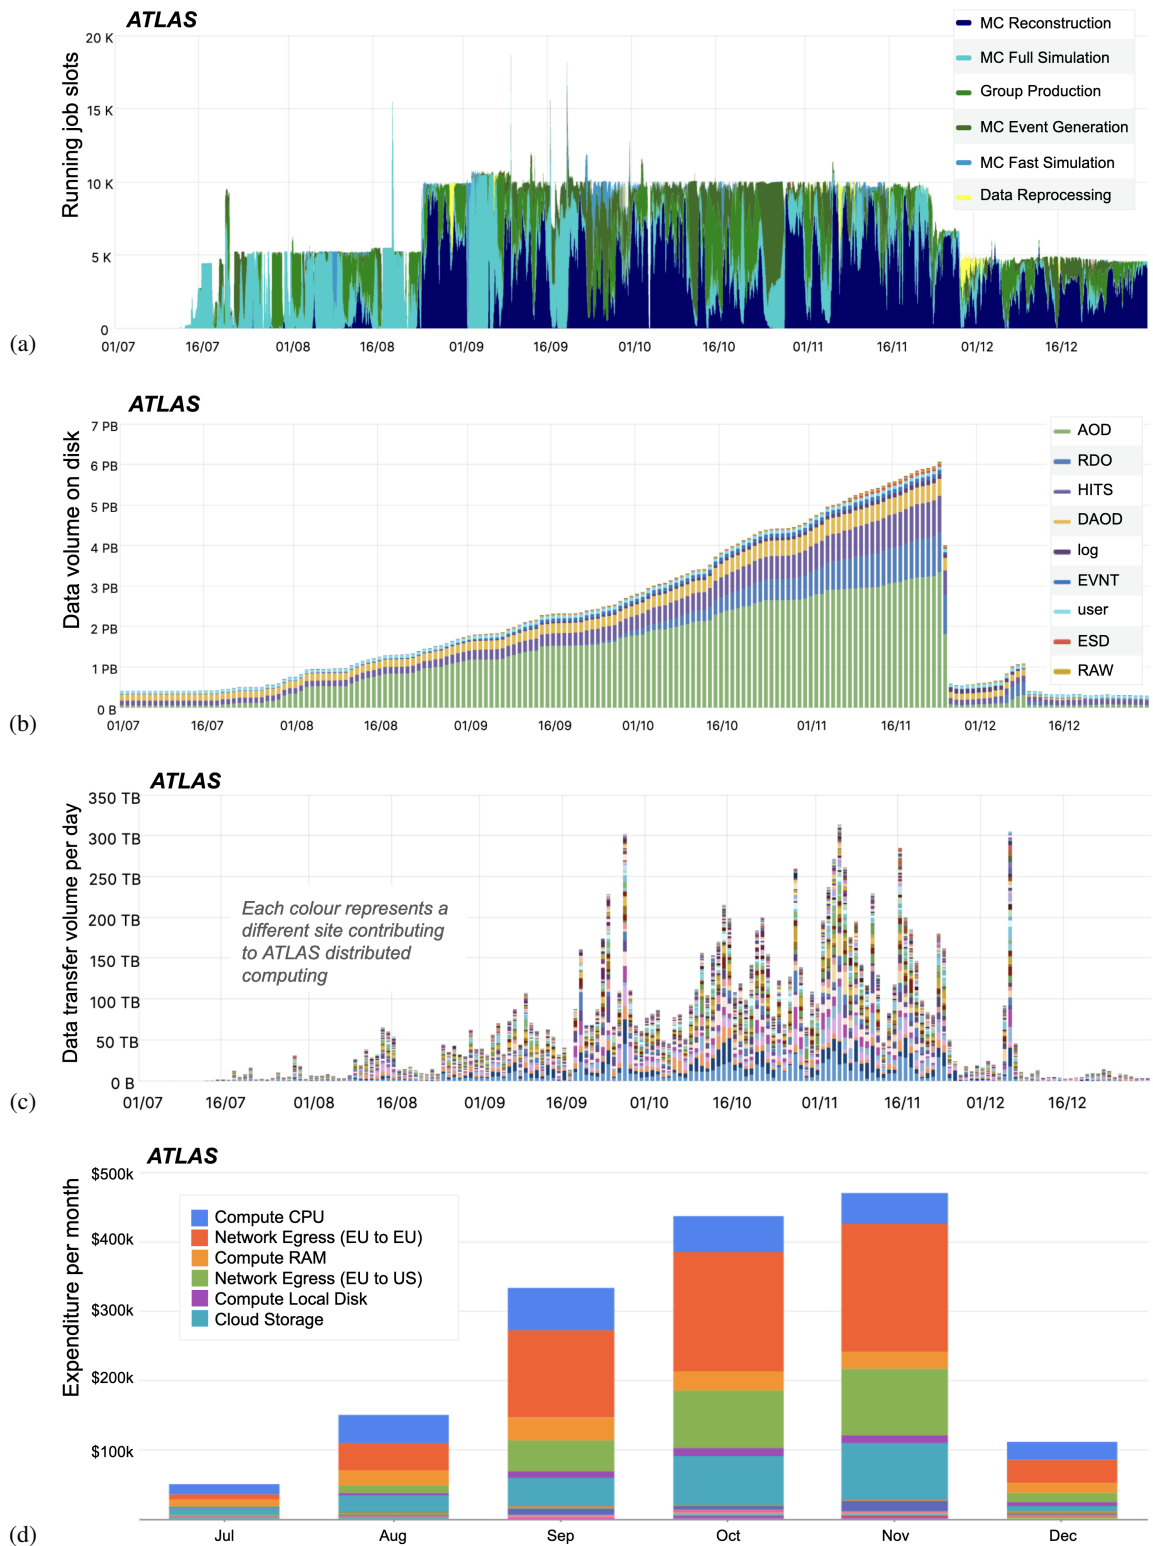 ATLAS
Running job slots
20 K
15 K
10 K
5 K
0
MC Reconstruction
MC Full Simulation
Group Production
MC Event Generation
MC Fast Simulation
Data Reprocessing
01/07 16/07 01/08 16/08 01/09 16/09 01/10 16/10 01/11 16/11 01/12 16/12
(a)
ATLAS
Data volume on disk
7 PB
6 PB
5 PB
4 PB
3 PB
2 PB
1 PB
0 B
AOD
RDO
HITS
DAOD
log
EVNT
user
ESD
RAW
01/07 16/07 01/08 16/08 01/09 16/09 01/10 16/10 01/11 16/11 01/12 16/12
(b)
ATLAS
Data transfer volume per day
350 TB
300 TB
250 TB
200 TB
150 TB
100 TB
50 TB
0 B
Each colour represents a
different site contributing
to ATLAS distributed
computing
01/07 16/07 01/08 16/08 01/09 16/09 01/10 16/10 01/11 16/11 01/12 16/12
(c)
ATLAS
Expenditure per month
$500k
$400k
$300k
$200k
$100k
Compute CPU
Network Egress (EU to EU)
Compute RAM
Network Egress (EU to US)
Compute Local Disk
Cloud Storage
Jul Aug Sep Oct Nov Dec
(d)